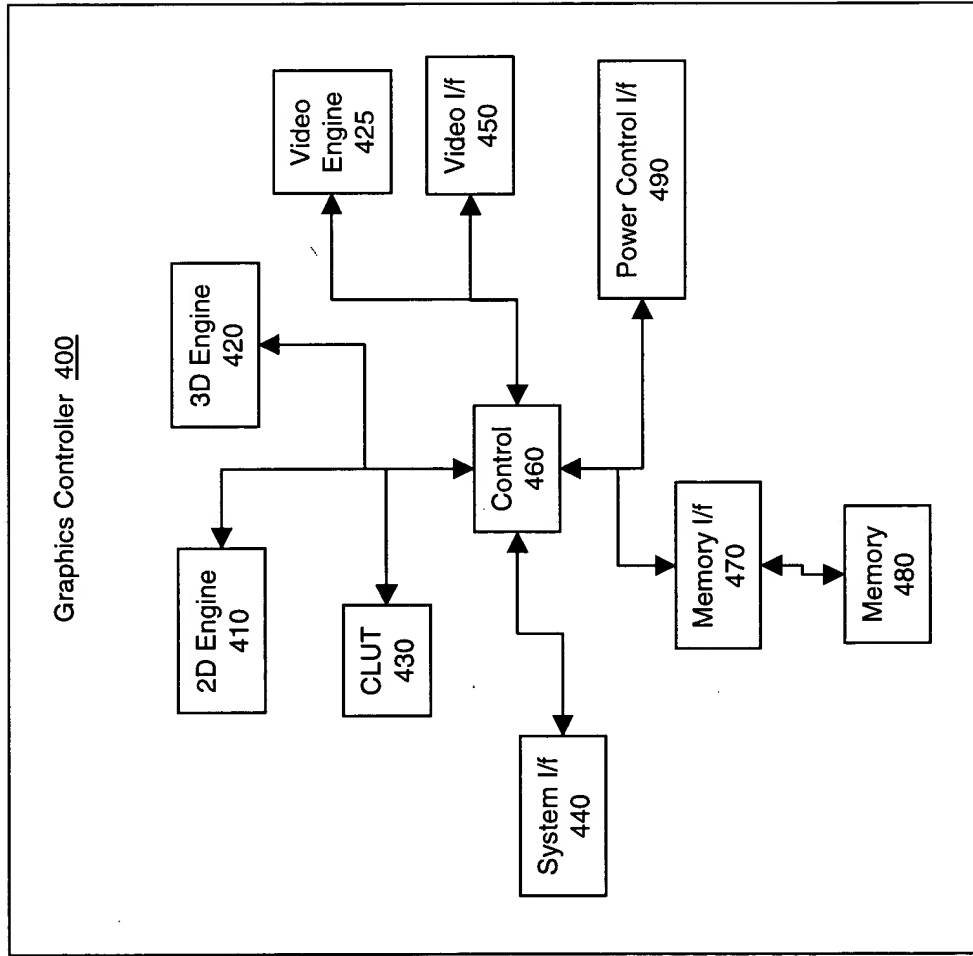 Graphics Controller 400
2D Engine
410
3D Engine
420
Video
Engine
425
CLUT
430
Video I/f
450
System I/f
440
Control
460
Memory I/f
470
Power Control I/f
490
Memory
480